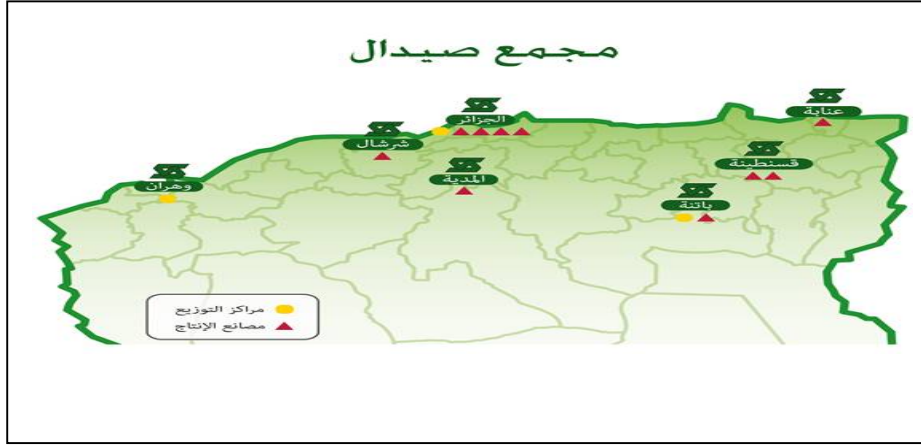 مجمع صيدال
عنابة
الجزائر
شرشال
قسنطينة
المدية
وهران
باتنة
مراكز التوزيع
مصانع الإنتاج